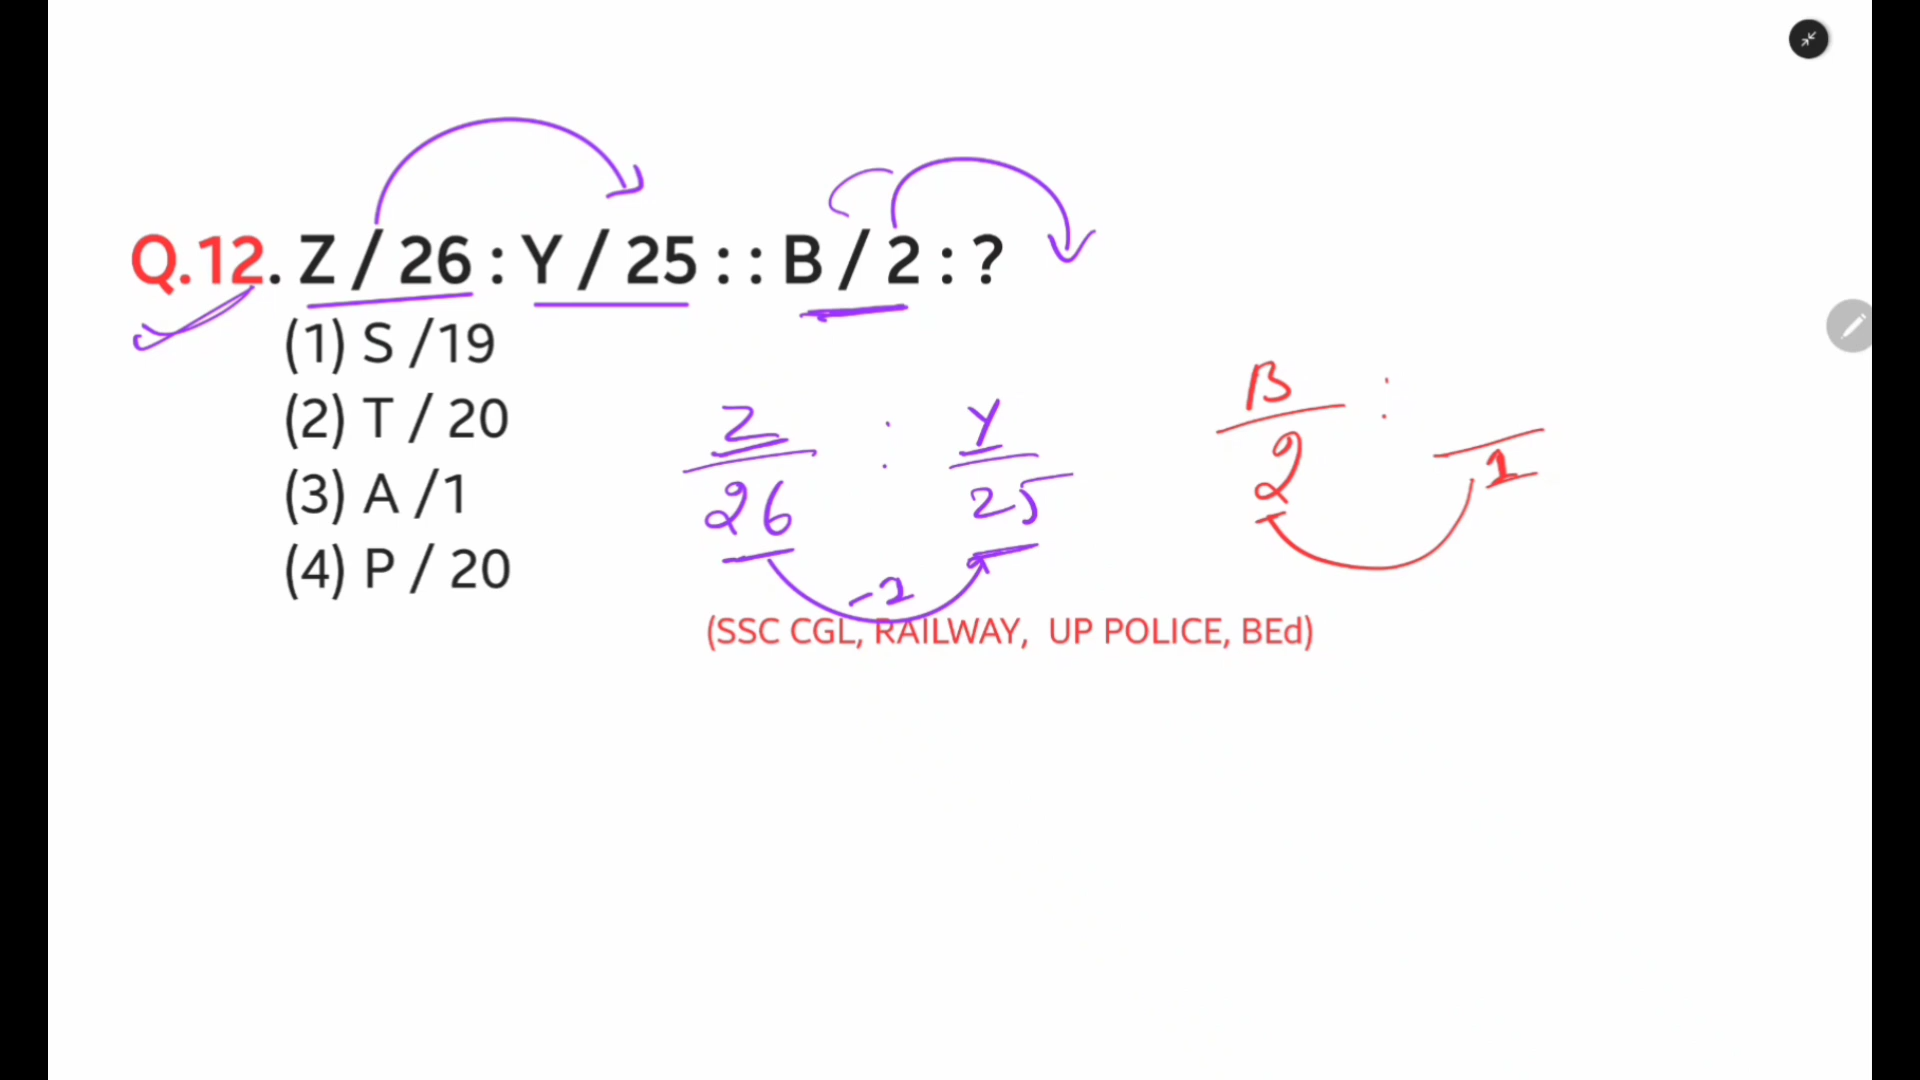 Q.12. Z / 26 : Y / 25 : : B / 2 : ?
(1) S /19
(2) T / 20
(3) A /1
(4) P / 20
Z : Y
26 25
-1
B :
2 1
(SSC CGL, RAILWAY, UP POLICE, BEd)